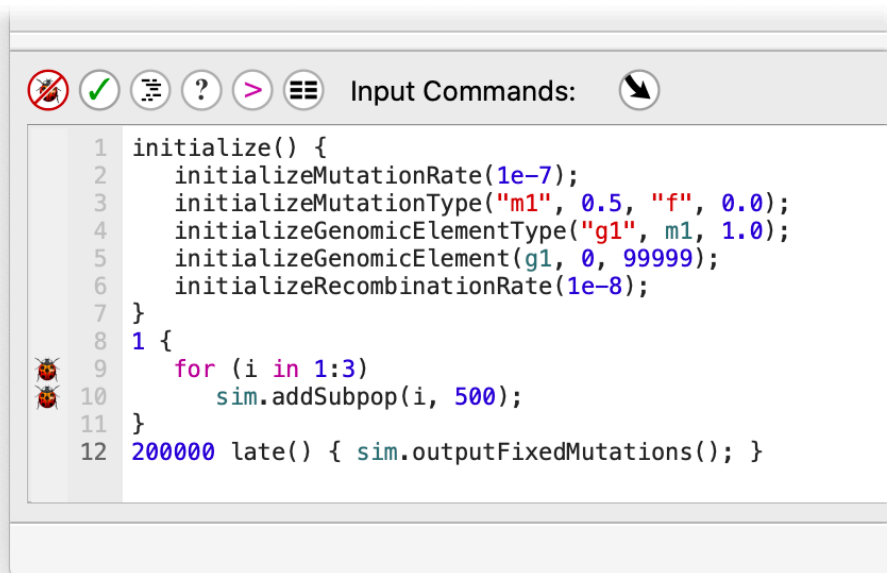 ? > Input Commands:
1 initialize() {
2 initializeMutationRate(1e-7);
3 initializeMutationType("m1", 0.5, "f", 0.0);
4 initializeGenomicElementType("g1", m1, 1.0);
5 initializeGenomicElement(g1, 0, 99999);
6 initializeRecombinationRate(1e-8);
7 }
8 1 {
9 for (i in 1:3)
10 sim.addSubpop(i, 500);
11 }
12 200000 late() { sim.outputFixedMutations(); }